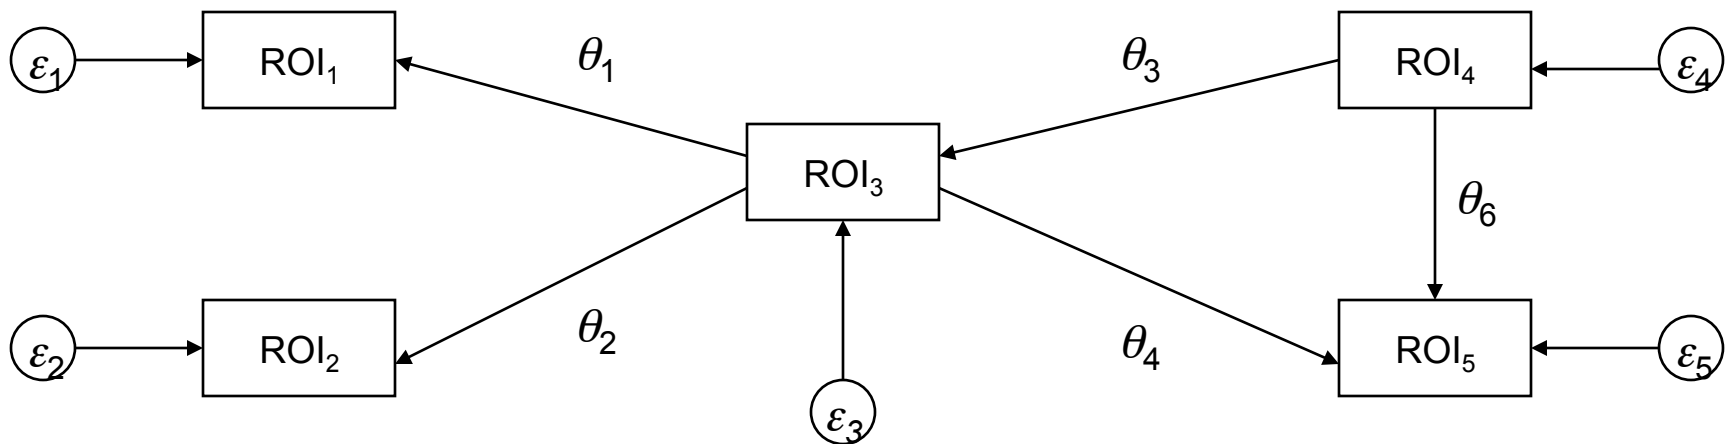 ε₁
ROI₁
θ₁
θ₃
ROI₄
ε₄
ROI₃
θ₆
ε₂
ROI₂
θ₂
θ₄
ROI₅
ε₅
ε₃